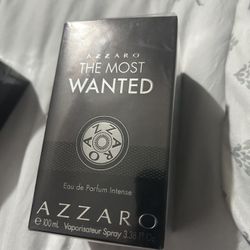 AZZARO
THE MOST
WANTED
AZZARO
Eau de Parfum Intense
AZZARO
e 100 mL Vaporisateur Spray 3.38 Fl. Oz.